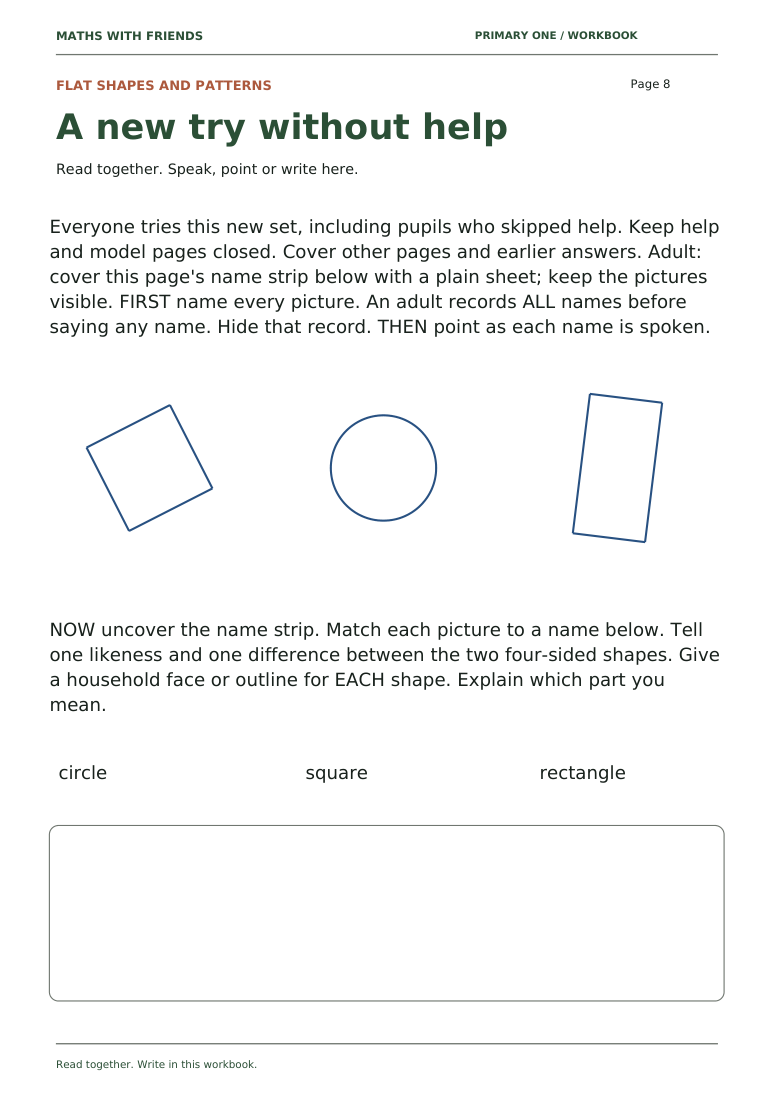 MATHS WITH FRIENDS
PRIMARY ONE / WORKBOOK
FLAT SHAPES AND PATTERNS
Page 8
A new try without help
Read together. Speak, point or write here.
Everyone tries this new set, including pupils who skipped help. Keep help
and model pages closed. Cover other pages and earlier answers. Adult:
cover this page's name strip below with a plain sheet; keep the pictures
visible. FIRST name every picture. An adult records ALL names before
saying any name. Hide that record. THEN point as each name is spoken.
NOW uncover the name strip. Match each picture to a name below. Tell
one likeness and one difference between the two four-sided shapes. Give
a household face or outline for EACH shape. Explain which part you
mean.
circle
square
rectangle
Read together. Write in this workbook.